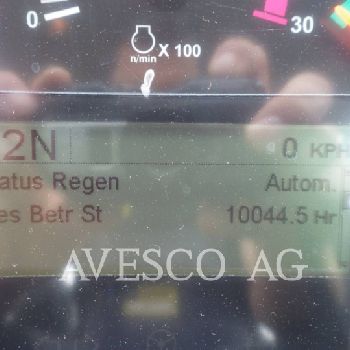 0
n/min X 100
30
2N 0 KPH
atus Regen Autom.
es Betr St 10044.5 Hr
AVESCO AG